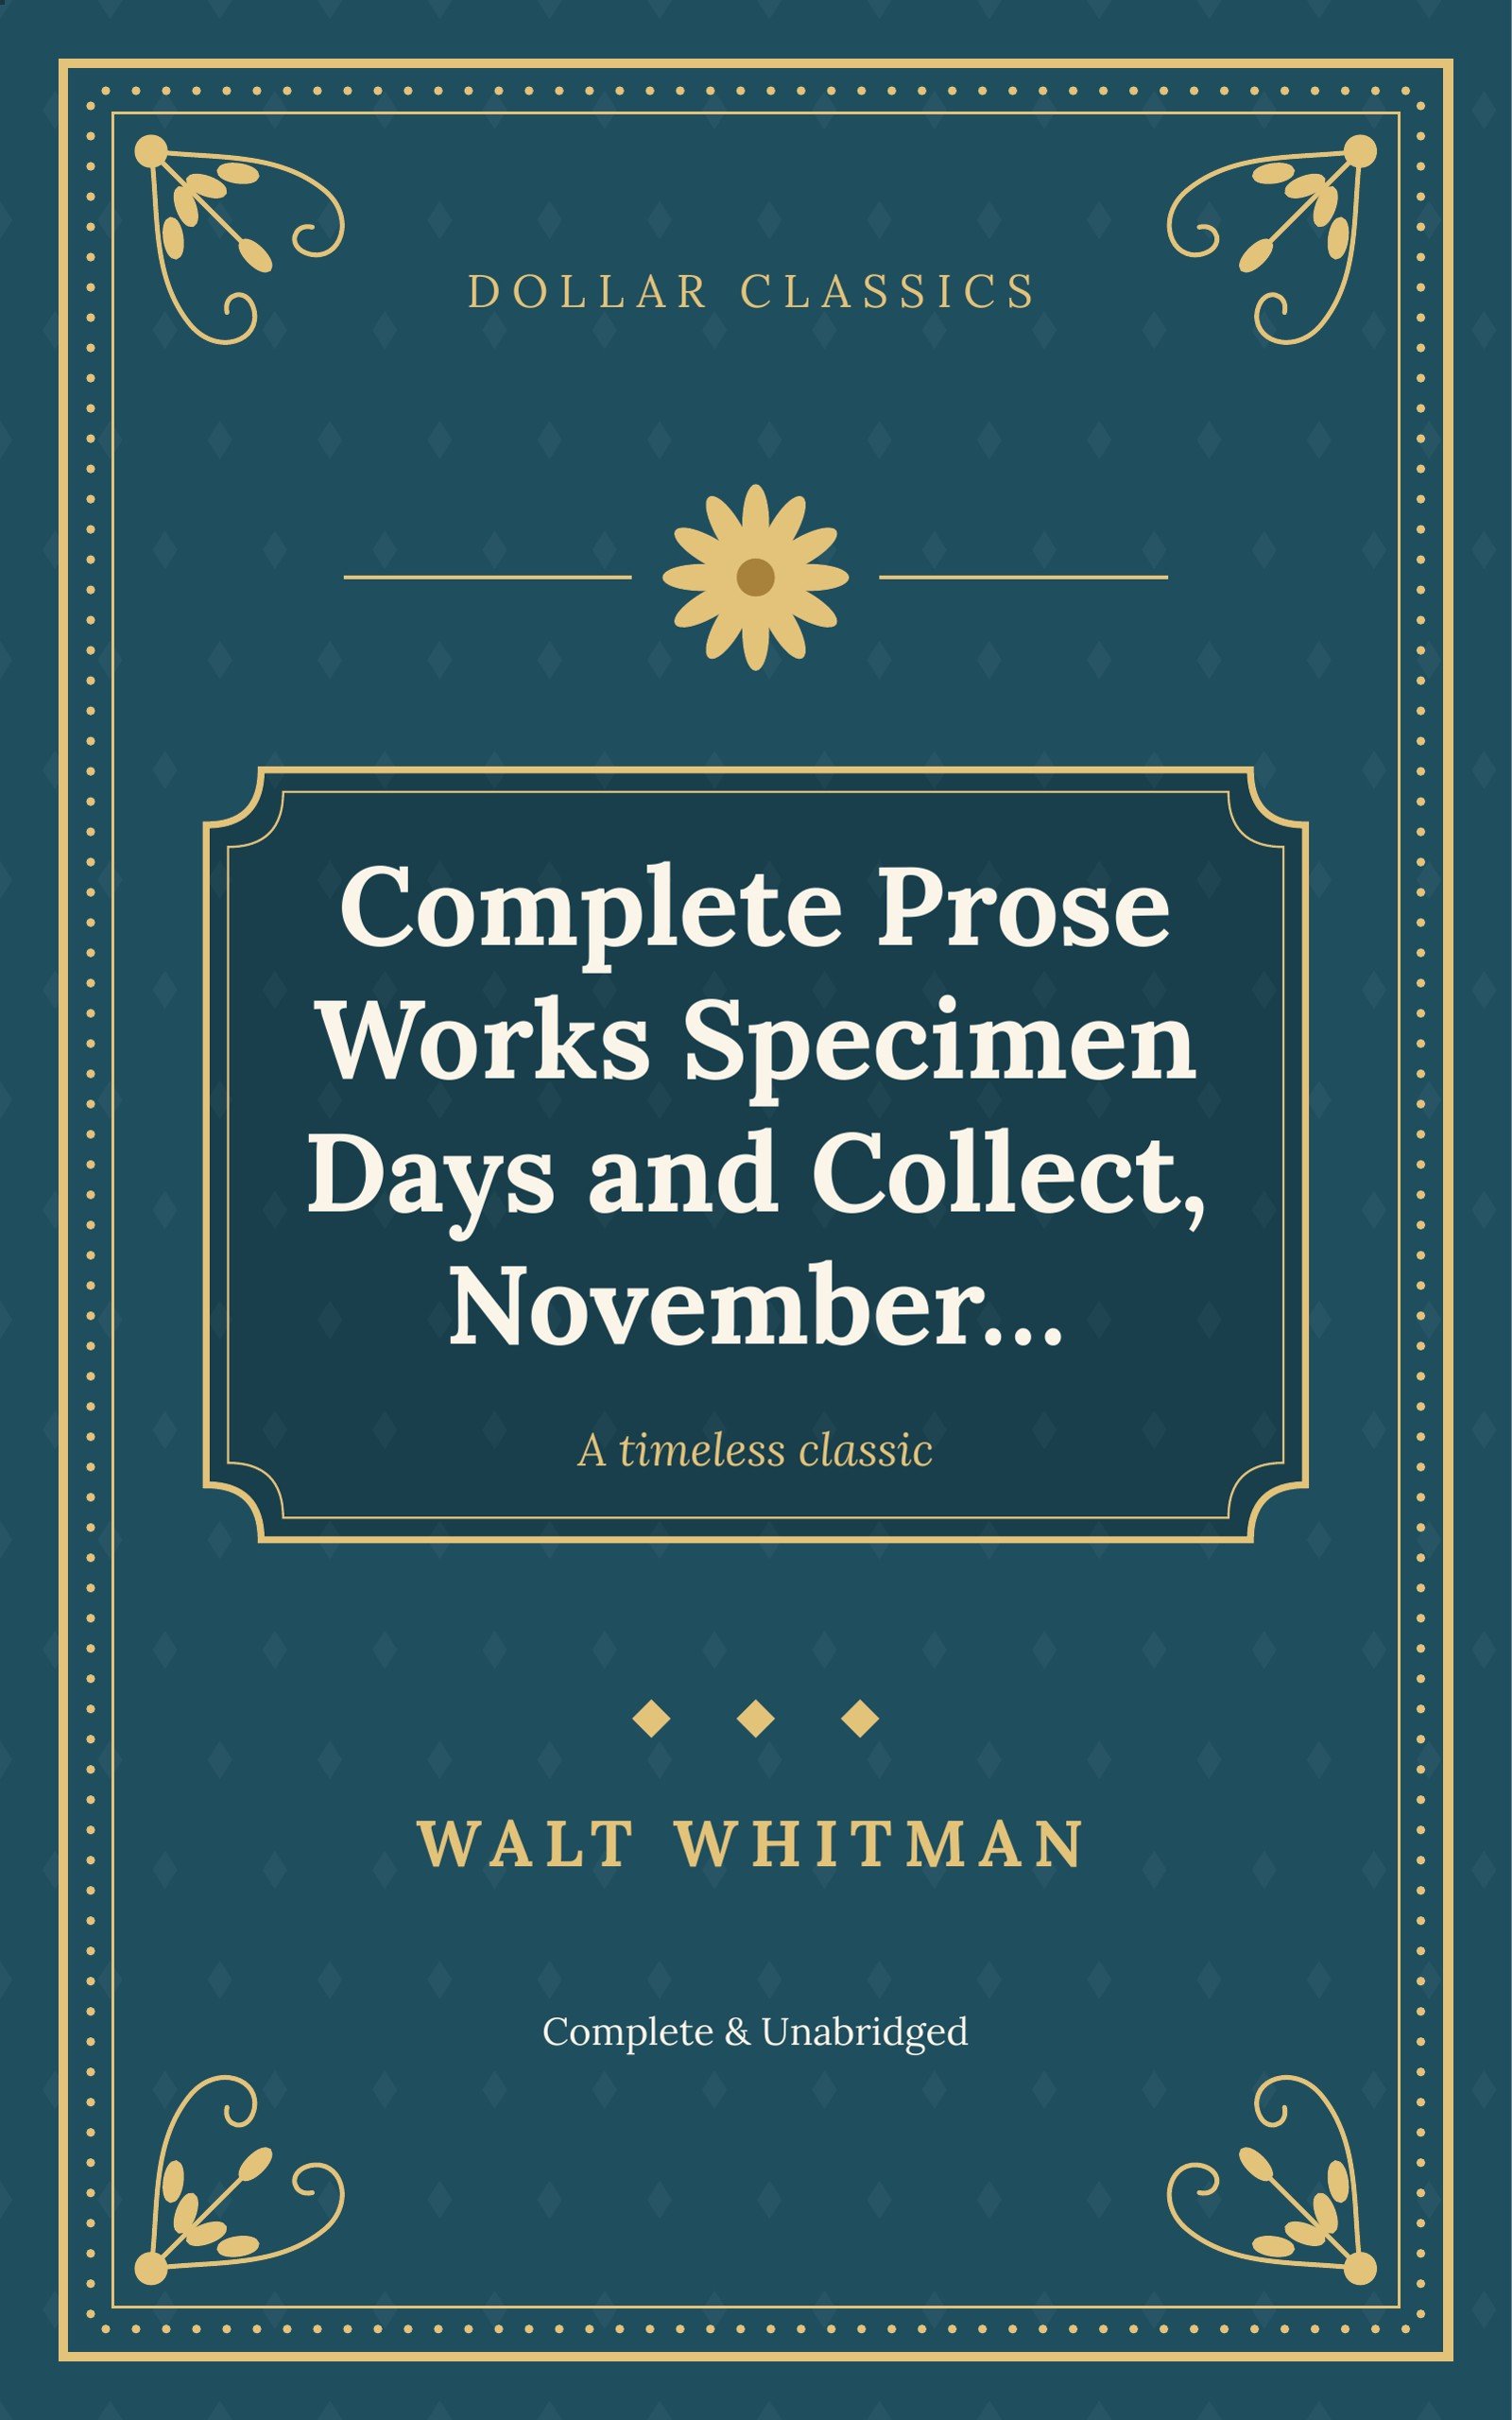 DOLLAR CLASSICS
Complete Prose
Works Specimen
Days and Collect,
November...
A timeless classic
WALT WHITMAN
Complete & Unabridged